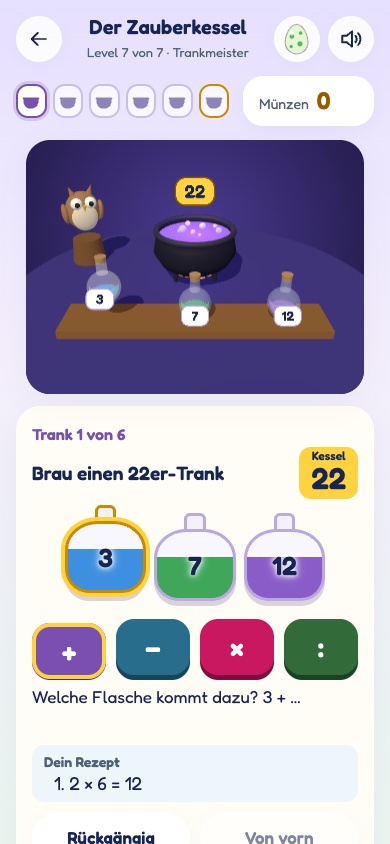 Der Zauberkessel
Level 7 von 7 · Trankmeister
Münzen 0
22
3
7
12
Trank 1 von 6
Brau einen 22er-Trank
Kessel
22
3
7
12
+ − × :
Welche Flasche kommt dazu? 3 + ...
Dein Rezept
1. 2 × 6 = 12
Rückgängig
Von vorn